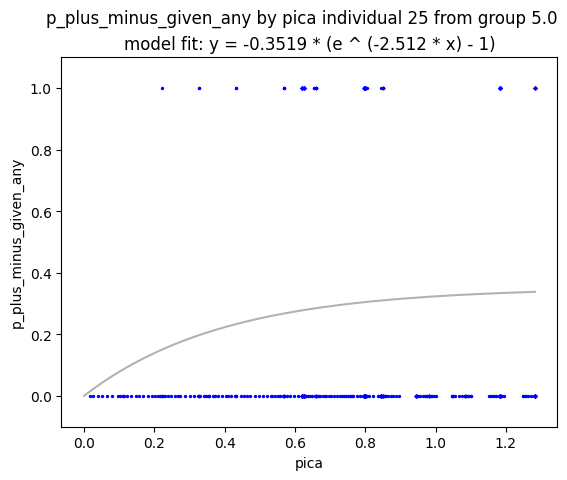 p_plus_minus_given_any by pica individual 25 from group 5.0
model fit: y = -0.3519 * (e ^ (-2.512 * x) - 1)
1.0
0.8
0.6
0.4
0.2
0.0
p_plus_minus_given_any
0.0 0.2 0.4 0.6 0.8 1.0 1.2
pica